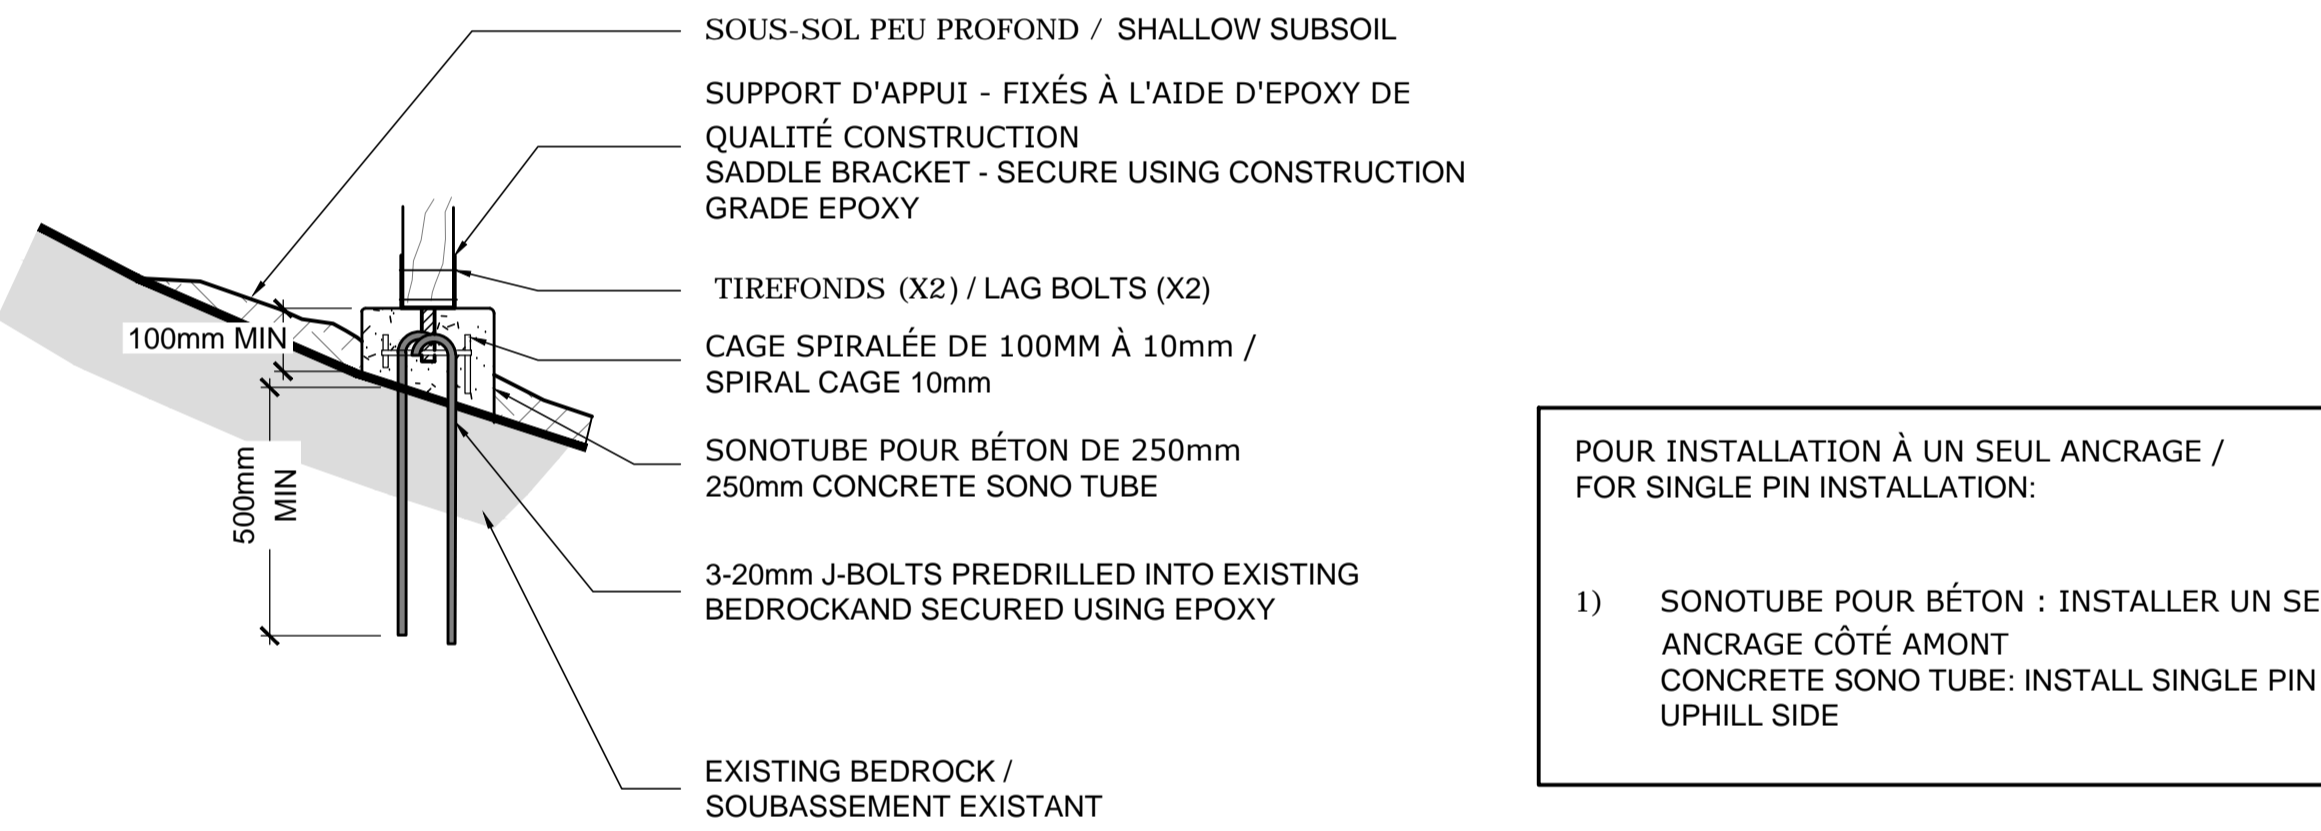 SOUS-SOL PEU PROFOND / SHALLOW SUBSOIL
SUPPORT D'APPUI - FIXÉS À L'AIDE D'EPOXY DE
QUALITÉ CONSTRUCTION
SADDLE BRACKET - SECURE USING CONSTRUCTION
GRADE EPOXY
TIREFONDS (X2) / LAG BOLTS (X2)
100mm MIN
CAGE SPIRALÉE DE 100MM À 10mm /
SPIRAL CAGE 10mm
500mm
MIN
SONOTUBE POUR BÉTON DE 250mm
250mm CONCRETE SONO TUBE
3-20mm J-BOLTS PREDRILLED INTO EXISTING
BEDROCKAND SECURED USING EPOXY
EXISTING BEDROCK /
SOUBASSEMENT EXISTANT
POUR INSTALLATION À UN SEUL ANCRAGE /
FOR SINGLE PIN INSTALLATION:
1) SONOTUBE POUR BÉTON : INSTALLER UN SE
ANCRAGE CÔTÉ AMONT
CONCRETE SONO TUBE: INSTALL SINGLE PIN
UPHILL SIDE